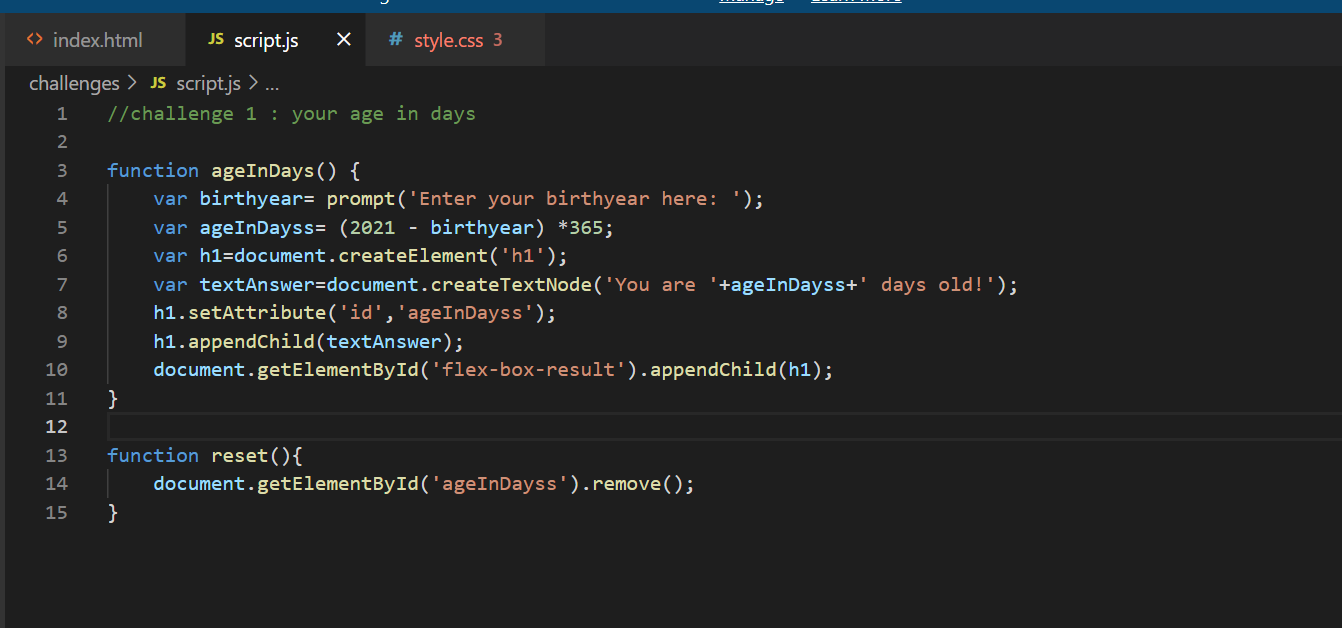 index.html JS script.js × # style.css 3
challenges > JS script.js > ...
1 //challenge 1 : your age in days
2
3 function ageInDays() {
4 var birthyear= prompt('Enter your birthyear here: ');
5 var ageInDayss= (2021 - birthyear) *365;
6 var h1=document.createElement('h1');
7 var textAnswer=document.createTextNode('You are '+ageInDayss+' days old!');
8 h1.setAttribute('id','ageInDayss');
9 h1.appendChild(textAnswer);
10 document.getElementById('flex-box-result').appendChild(h1);
11 }
12
13 function reset(){
14 document.getElementById('ageInDayss').remove();
15 }